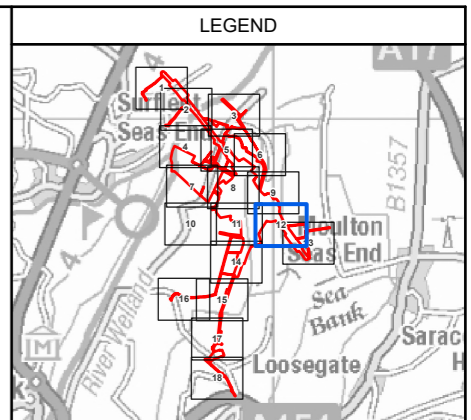 LEGEND
A17
1
Surfleet
Seas End
2
3
4
5
6
7
8
9
B1357
10
11
12
Moulton
Seas End
13
14
River Welland
16
15
Sea
Bank
Sarac
H
17
Loosegate
18